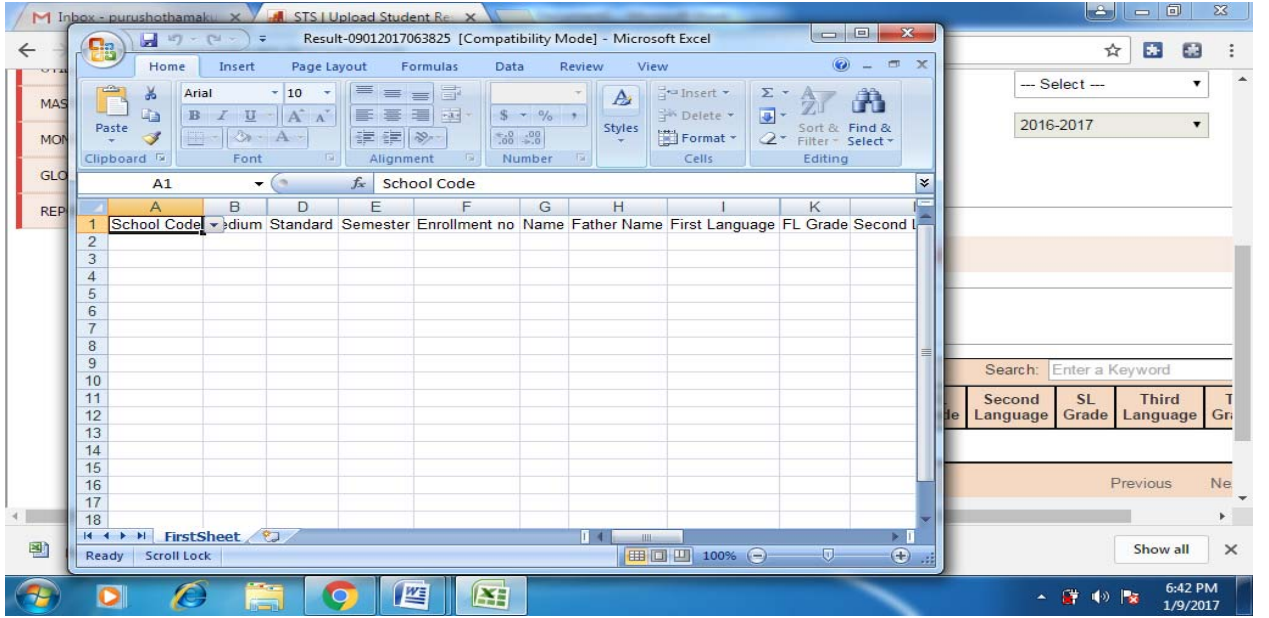 Inbox - purushothamaku
STS | Upload Student Re
Result-09012017063825 [Compatibility Mode] - Microsoft Excel
Home Insert Page Layout Formulas Data Review View
Paste
Clipboard
Arial 10
B I U A A
A
Font
Alignment
$ % ,
Number
Styles
Insert
Delete
Format
Cells
Σ
Sort & Filter
Find & Select
Editing
A1 fx School Code
A B D E F G H I K
1 School Code edium Standard Semester Enrollment no Name Father Name First Language FL Grade Second L
2
3
4
5
6
7
8
9
10
11
12
13
14
15
16
17
18
FirstSheet
Ready Scroll Lock 100%
MAS
MON
GLO
REP
--- Select ---
2016-2017
Search: Enter a Keyword
Second Language
SL Grade
Third Language
Previous Ne
Show all
6:42 PM
1/9/2017